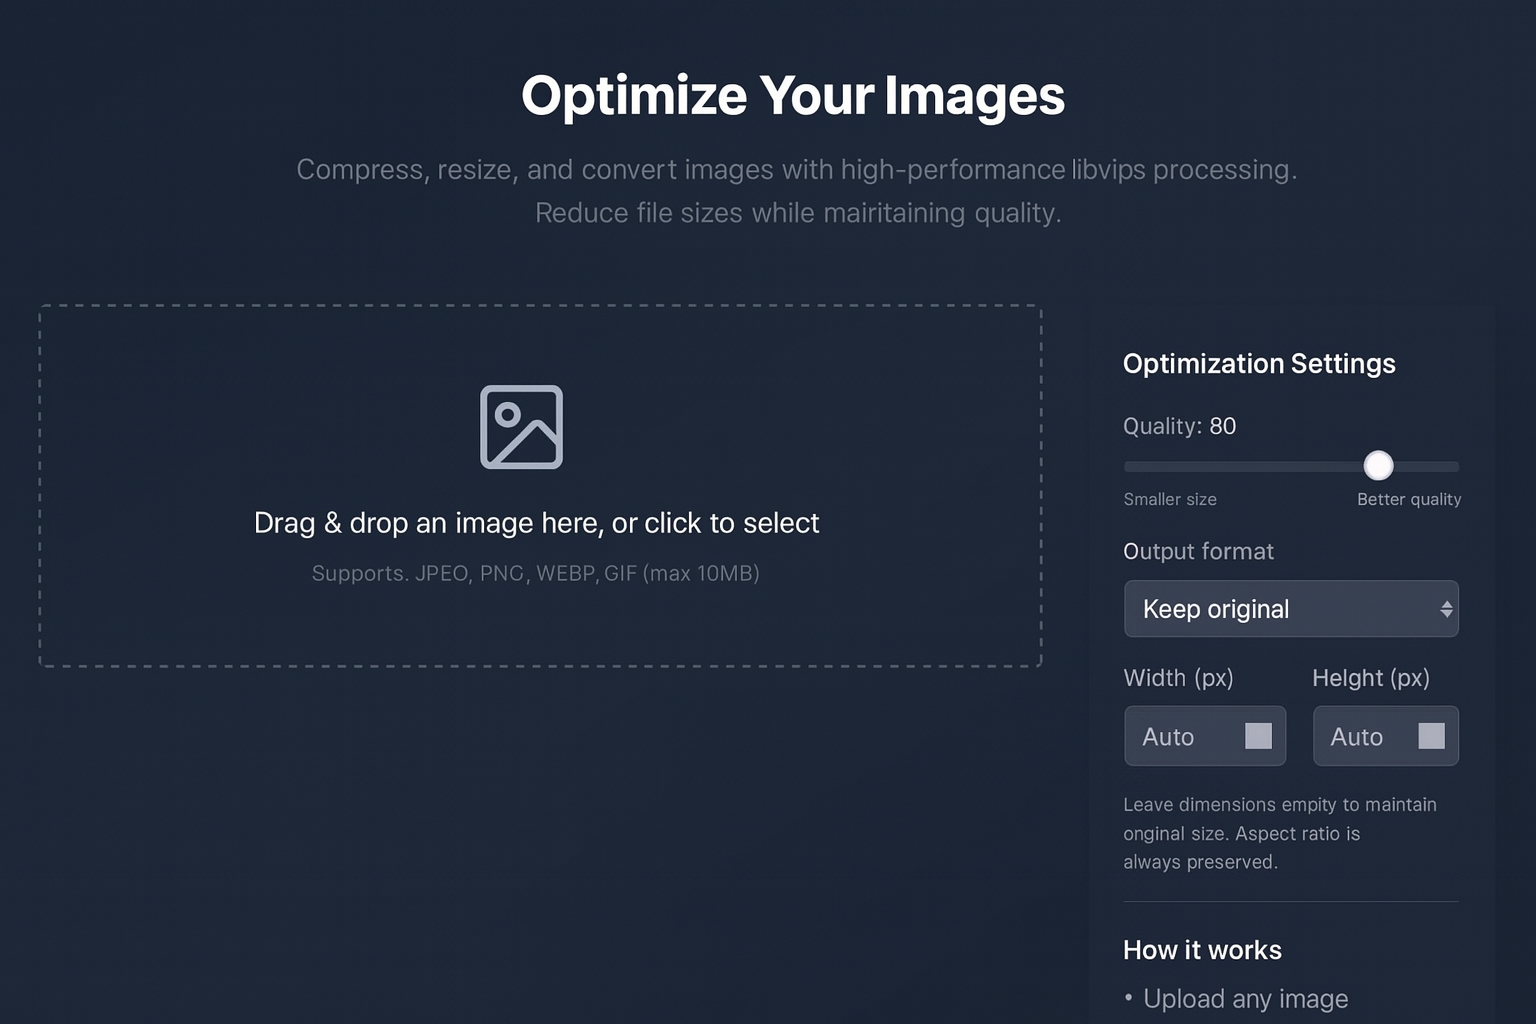 Optimize Your Images
Compress, resize, and convert images with high-performance libvips processing.
Reduce file sizes while mairitaining quality.
Drag & drop an image here, or click to select
Supports. JPEO, PNG, WEBP, GIF (max 10MB)
Optimization Settings
Quality: 80
Smaller size Better quality
Output format
Keep original
Width (px) Helght (px)
Auto Auto
Leave dimensions empity to maintain
onginal size. Aspect ratio is
always preserved.
How it works
• Upload any image